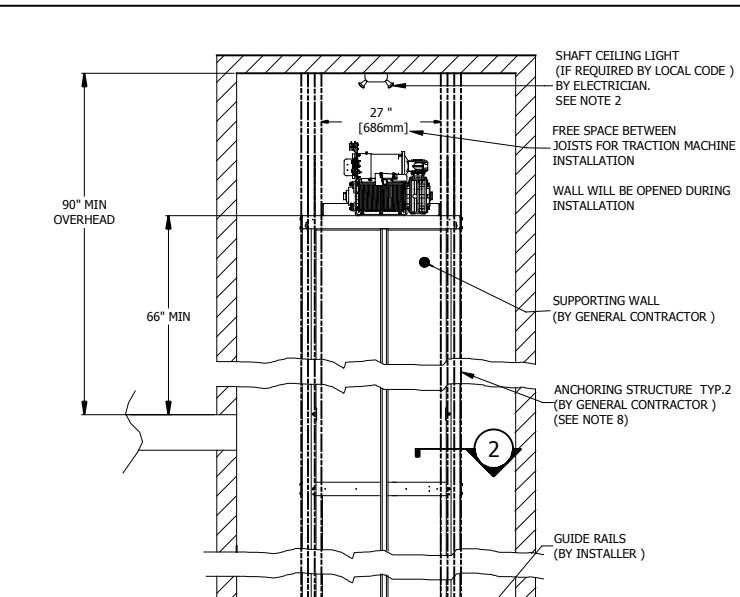 SHAFT CEILING LIGHT
(IF REQUIRED BY LOCAL CODE )
BY ELECTRICIAN.
SEE NOTE 2
27 "
[686mm]
FREE SPACE BETWEEN
JOISTS FOR TRACTION MACHINE
INSTALLATION
WALL WILL BE OPENED DURING
INSTALLATION
90" MIN
OVERHEAD
66" MIN
SUPPORTING WALL
(BY GENERAL CONTRACTOR )
ANCHORING STRUCTURE TYP.2
(BY GENERAL CONTRACTOR )
(SEE NOTE 8)
2
GUIDE RAILS
(BY INSTALLER )